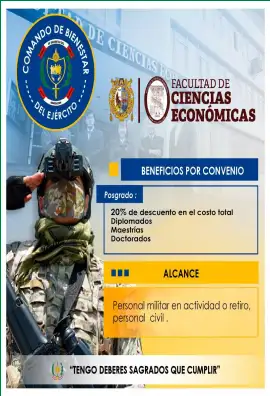 COMANDO DE BIENESTAR
DEL EJÉRCITO
FACULTAD DE
CIENCIAS
ECONÓMICAS
BENEFICIOS POR CONVENIO
Posgrado :
20% de descuento en el costo total
Diplomados
Maestrías
Doctorados
ALCANCE
Personal militar en actividad o retiro,
personal civil .
"TENGO DEBERES SAGRADOS QUE CUMPLIR"